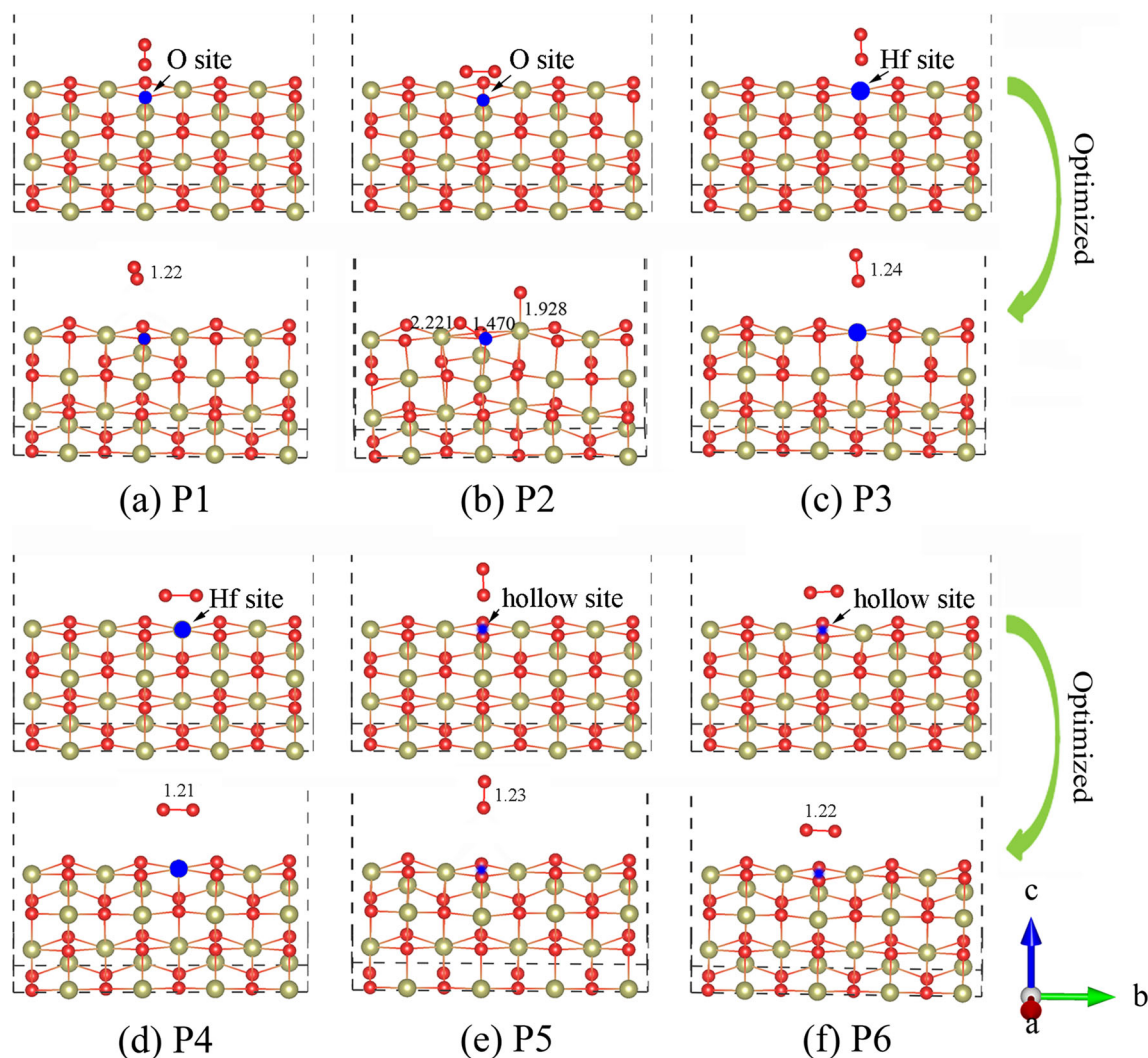 O site
O site
Hf site
Optimized
1.22
2.221
1.470
1.928
1.24
(a) P1
(b) P2
(c) P3
Hf site
hollow site
hollow site
Optimized
1.21
1.23
1.22
c
b
a
(d) P4
(e) P5
(f) P6